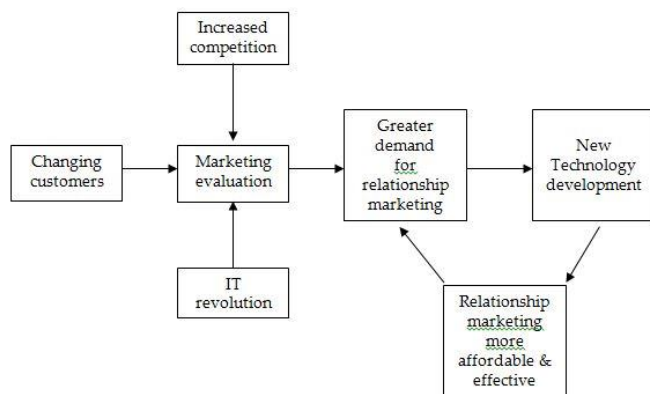 Increased
competition
Changing
customers
Marketing
evaluation
IT
revolution
Greater
demand
for
relationship
marketing
New
Technology
development
Relationship
marketing
more
affordable &
effective